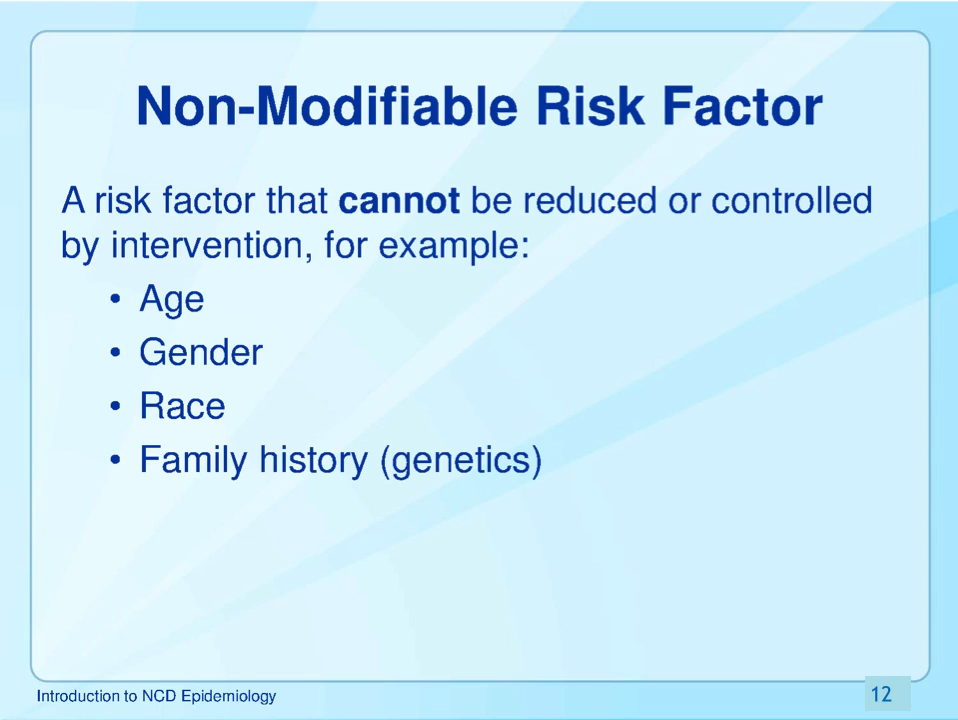 Non-Modifiable Risk Factor
A risk factor that cannot be reduced or controlled
by intervention, for example:
• Age
• Gender
• Race
• Family history (genetics)
Introduction to NCD Epidemiology
12